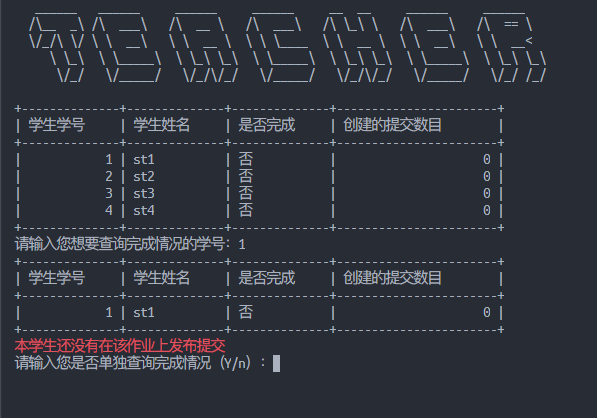 TEACHER
学生学号 学生姓名 是否完成 创建的提交数目
1 st1 否 0
2 st2 否 0
3 st3 否 0
4 st4 否 0
请输入您想要查询完成情况的学号: 1
学生学号 学生姓名 是否完成 创建的提交数目
1 st1 否 0
本学生还没有在该作业上发布提交
请输入您是否单独查询完成情况（Y/n）: